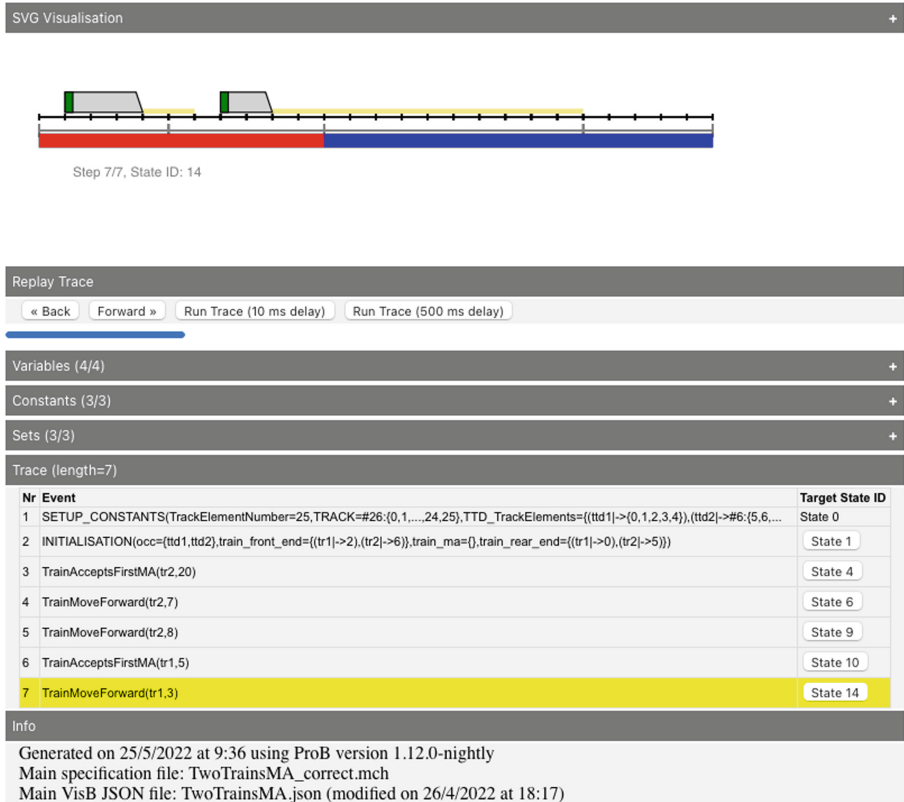 SVG Visualisation +
Step 7/7, State ID: 14
Replay Trace
« Back Forward » Run Trace (10 ms delay) Run Trace (500 ms delay)
Variables (4/4) +
Constants (3/3) +
Sets (3/3) +
Trace (length=7)
Nr Event Target State ID
1 SETUP_CONSTANTS(TrackElementNumber=25,TRACK=#26:{0,1,...,24,25},TTD_TrackElements={(ttd1|->{0,1,2,3,4}),(ttd2|->#6:{5,6,... State 0
2 INITIALISATION(occ={ttd1,ttd2},train_front_end={(tr1|->2),(tr2|->6)},train_ma={},train_rear_end={(tr1|->0),(tr2|->5)}) State 1
3 TrainAcceptsFirstMA(tr2,20) State 4
4 TrainMoveForward(tr2,7) State 6
5 TrainMoveForward(tr2,8) State 9
6 TrainAcceptsFirstMA(tr1,5) State 10
7 TrainMoveForward(tr1,3) State 14
Info
Generated on 25/5/2022 at 9:36 using ProB version 1.12.0-nightly
Main specification file: TwoTrainsMA_correct.mch
Main VisB JSON file: TwoTrainsMA.json (modified on 26/4/2022 at 18:17)